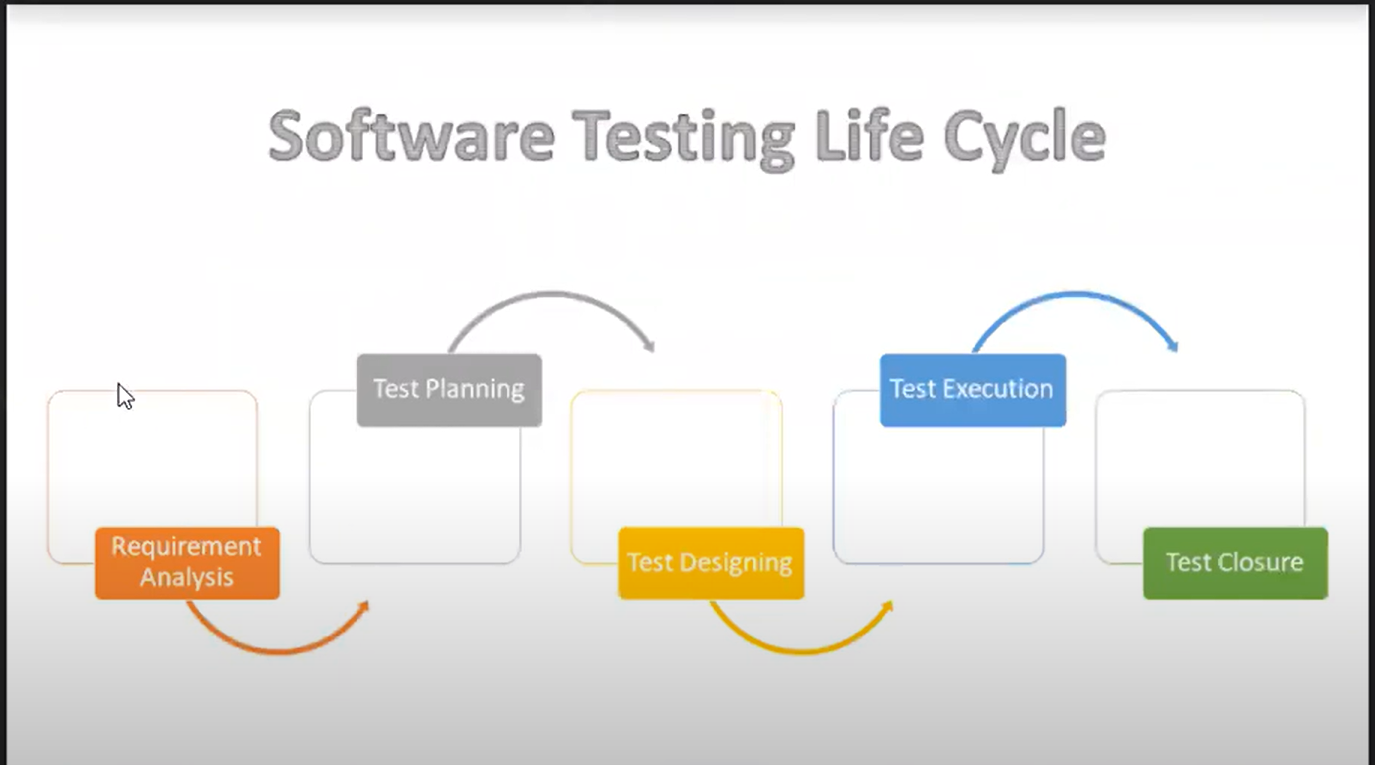 Software Testing Life Cycle
Requirement
Analysis
Test Planning
Test Designing
Test Execution
Test Closure